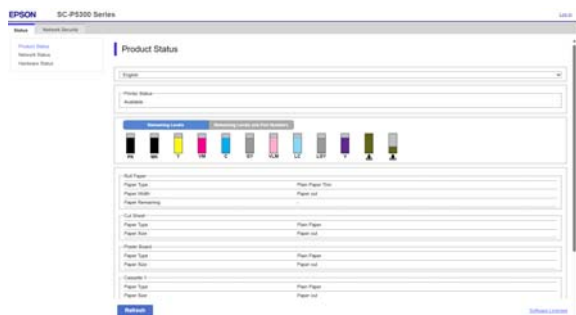 EPSON SC-P5300 Series
Log in
Status Network Security
Product Status
Network Status
Hardware Status
Product Status
English
Printer Status
Available
Remaining Levels Remaining Levels and Part Numbers
PK MK Y VM C GY VLM LC LGY V
Roll Paper
Paper Type Plain Paper Thin
Paper Width Paper out
Paper Remaining -
Cut Sheet
Paper Type Plain Paper
Paper Size Paper out
Poster Board
Paper Type Plain Paper
Paper Size Paper out
Cassette 1
Paper Type Plain Paper
Paper Size Paper out
Refresh
Software Licenses